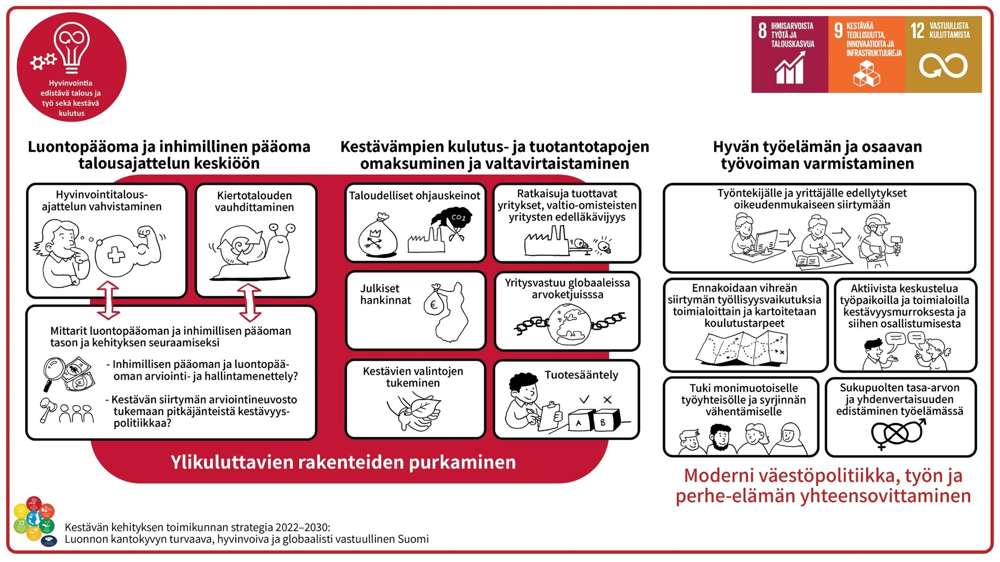 Hyvinvointia
edistävä talous ja
työ sekä kestävä
kulutus
8 IHMISARVOISTA
TYÖTÄ JA
TALOUSKASVUA
9 KESTÄVÄÄ
TEOLLISUUTTA,
INNOVAATIOITA JA
INFRASTRUKTUUREJA
12 VASTUULLISTA
KULUTTAMISTA
Luontopääoma ja inhimillinen pääoma
talousajattelun keskiöön
Hyvinvointitalous-
ajattelun vahvistaminen
Kiertotalouden
vauhdittaminen
Mittarit luontopääoman ja inhimillisen pääoman
tason ja kehityksen seuraamiseksi
- Inhimillisen pääoman ja luontopää-
oman arviointi- ja hallintamenettely?
- Kestävän siirtymän arviointineuvosto
tukemaan pitkäjänteistä kestävyys-
politiikkaa?
Kestävämpien kulutus- ja tuotantotapojen
omaksuminen ja valtavirtaistaminen
Taloudelliset ohjauskeinot
CO2
Ratkaisuja tuottavat
yritykset, valtio-omisteisten
yritysten edelläkävijyys
Julkiset
hankinnat
€
Yritysvastuu globaaleissa
arvoketjuisssa
Kestävien valintojen
tukeminen
Tuotesääntely
A B
Ylikuluttavien rakenteiden purkaminen
Hyvän työelämän ja osaavan
työvoiman varmistaminen
Työntekijälle ja yrittäjälle edellytykset
oikeudenmukaiseen siirtymään
Ennakoidaan vihreän
siirtymän työllisyysvaikutuksia
toimialoittain ja kartoitetaan
koulutustarpeet
?
x
Aktiivista keskustelua
työpaikoilla ja toimialoilla
kestävyysmurroksesta ja
siihen osallistumisesta
Tuki monimuotoiselle
työyhteisölle ja syrjinnän
vähentämiselle
Sukupuolten tasa-arvon
ja yhdenvertaisuuden
edistäminen työelämässä
Moderni väestöpolitiikka, työn ja
perhe-elämän yhteensovittaminen
Kestävän kehityksen toimikunnan strategia 2022–2030:
Luonnon kantokyvyn turvaava, hyvinvoiva ja globaalisti vastuullinen Suomi